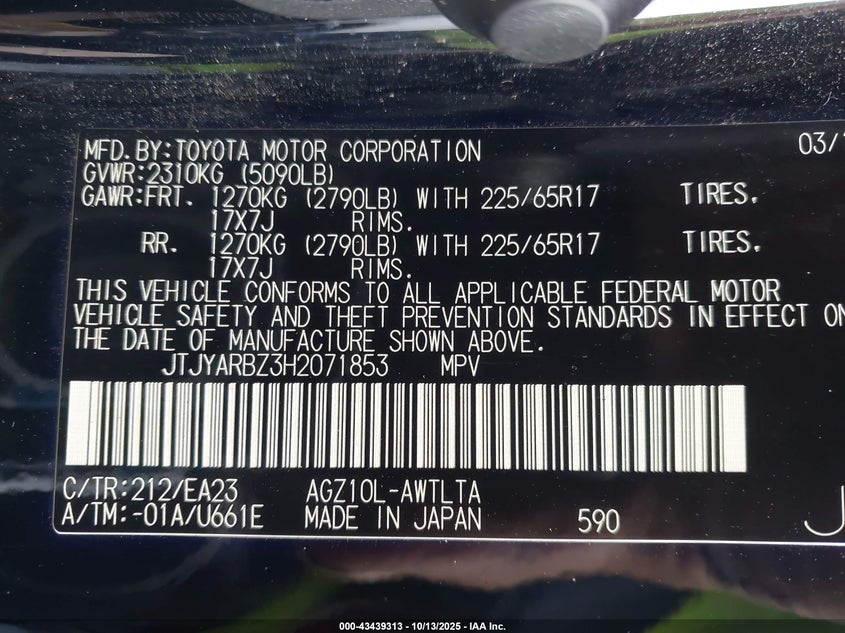 MFD.BY:TOYOTA MOTOR CORPORATION 03/
GVWR:2310KG (5090LB)
GAWR:FRT. 1270KG (2790LB) WITH 225/65R17 TIRES.
17X7J RIMS.
RR. 1270KG (2790LB) WITH 225/65R17 TIRES.
17X7J RIMS.
THIS VEHICLE CONFORMS TO ALL APPLICABLE FEDERAL MOTOR
VEHICLE SAFETY AND THEFT PREVENTION STANDARDS IN EFFECT ON
THE DATE OF MANUFACTURE SHOWN ABOVE.
JTJYARBZ3H2071853 MPV
C/TR:212/EA23 AGZ10L-AWTLTA
A/TM:-01A/U661E MADE IN JAPAN 590
000-43439313 - 10/13/2025 - IAA Inc.